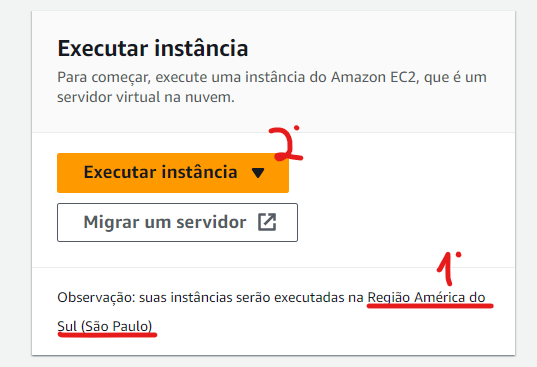 Executar instância
Para começar, execute uma instância do Amazon EC2, que é um
servidor virtual na nuvem.
2°
Executar instância
Migrar um servidor
1°
Observação: suas instâncias serão executadas na Região América do
Sul (São Paulo)